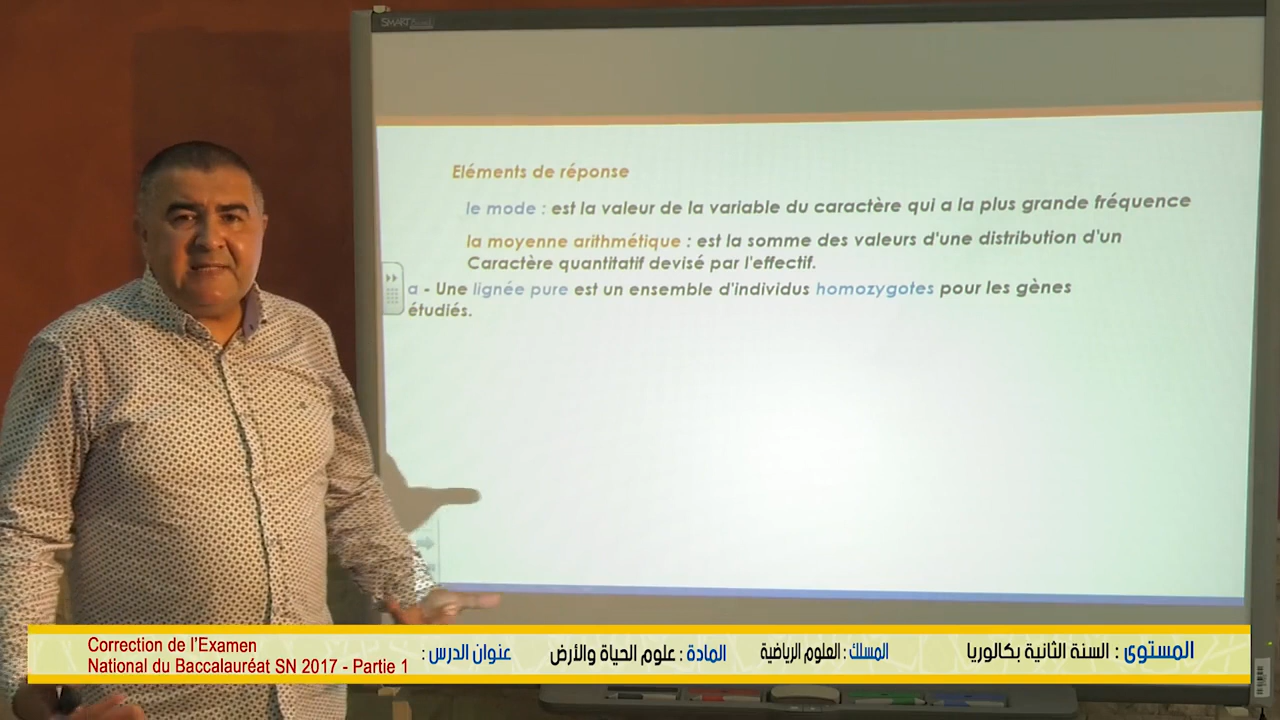 SMART
Eléments de réponse
le mode : est la valeur de la variable du caractère qui a la plus grande fréquence
la moyenne arithmétique : est la somme des valeurs d'une distribution d'un
Caractère quantitatif devisé par l'effectif.
a - Une lignée pure est un ensemble d'individus homozygotes pour les gènes
étudiés.
المستوى : السنة الثانية بكالوريا
المسلك : العلوم الرياضية
المادة : علوم الحياة والأرض
عنوان الدرس :
Correction de l'Examen
National du Baccalauréat SN 2017 - Partie 1